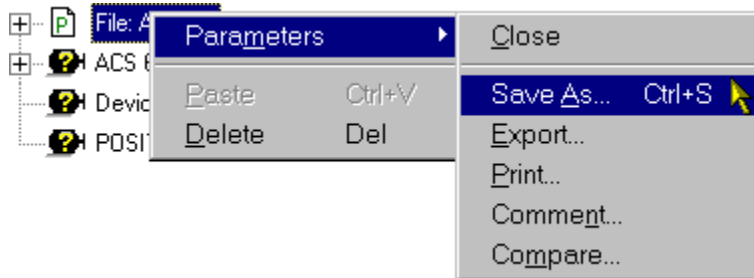 File: A
Parameters
Close
ACS 6
Paste Ctrl+V
Save As... Ctrl+S
Devic
Delete Del
Export...
POSIT
Print...
Comment...
Compare...